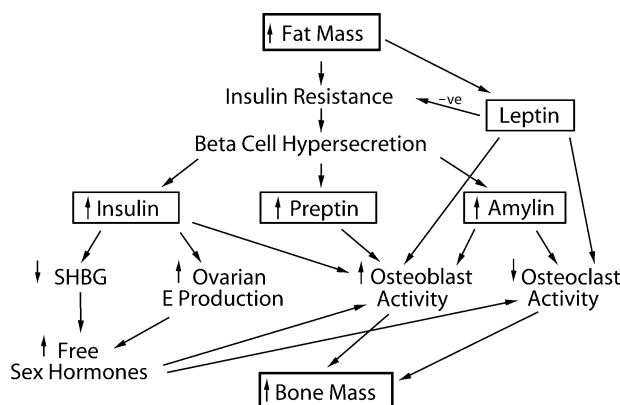 Fat Mass
Insulin Resistance
-ve
Leptin
Beta Cell Hypersecretion
Insulin
Preptin
Amylin
SHBG
Ovarian
E Production
Osteoblast
Activity
Osteoclast
Activity
Free
Sex Hormones
Bone Mass